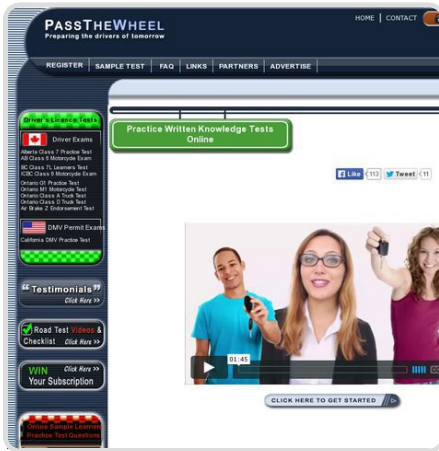 PASSTHEWHEEL
Preparing the drivers of tomorrow
HOME | CONTACT
REGISTER | SAMPLE TEST | FAQ | LINKS | PARTNERS | ADVERTISE
Driver's Licence Tests
Driver Exams
Alberta Class 7 Practice Test
AB Class 6 Motorcycle Exam
BC Class 7L Learners Test
ICBC Class 6 Motorcycle Exam
Ontario G1 Practice Test
Ontario M1 Motorcycle Test
Ontario Class A Truck Test
Ontario Class D Truck Test
Air Brake Z Endorsement Test
DMV Permit Exams
California DMV Practice Test
"Testimonials"
Click Here >>
Road Test Videos &
Checklist Click Here >>
WIN Click Here >>
Your Subscription
Online Sample Learners
Practice Test Questions
Practice Written Knowledge Tests
Online
Like 113 Tweet 11
01:45
CLICK HERE TO GET STARTED